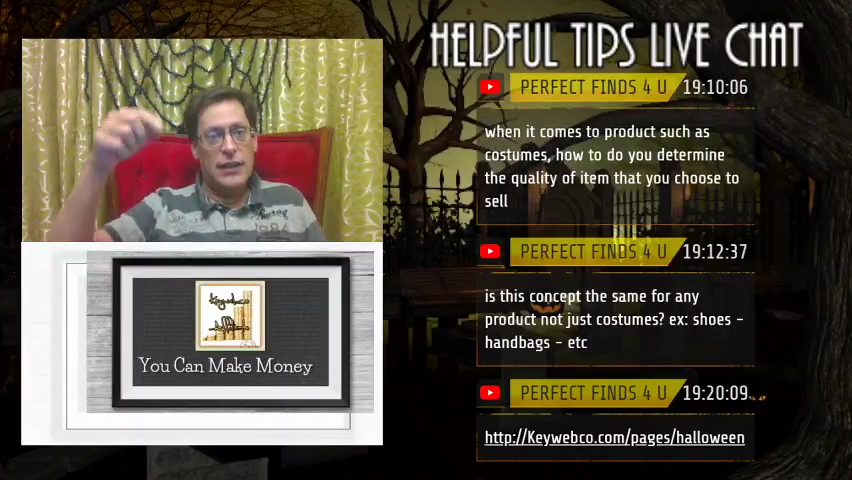 HELPFUL TIPS LIVE CHAT
PERFECT FINDS 4 U 19:10:06
when it comes to product such as
costumes, how to do you determine
the quality of item that you choose to
sell
PERFECT FINDS 4 U 19:12:37
is this concept the same for any
product not just costumes? ex: shoes -
handbags - etc
PERFECT FINDS 4 U 19:20:09
http://Keywebco.com/pages/halloween
Keywebco
You Can Make Money